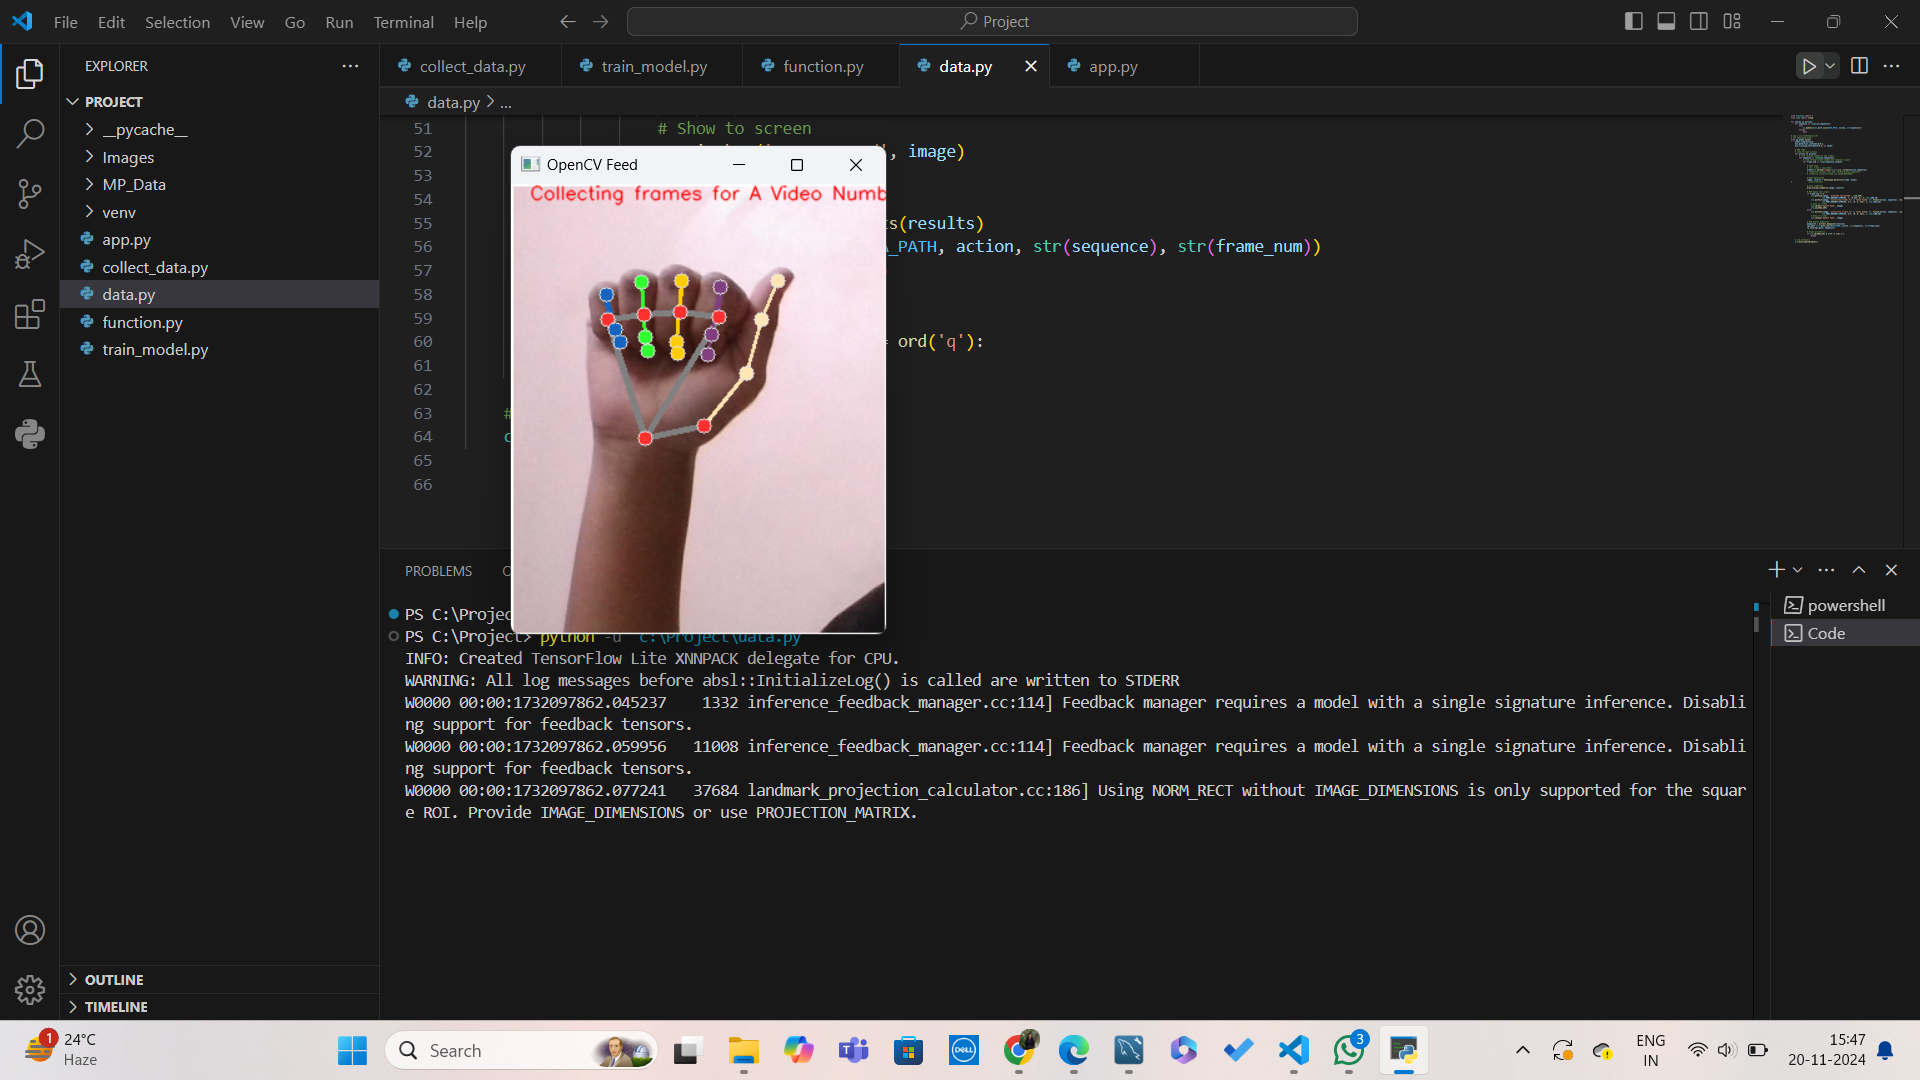 File Edit Selection View Go Run Terminal Help
Project
EXPLORER
PROJECT
__pycache__
Images
MP_Data
venv
app.py
collect_data.py
data.py
function.py
train_model.py
OUTLINE
TIMELINE
collect_data.py train_model.py function.py data.py app.py
data.py > ...
51 # Show to screen
52 , image)
53
54
55 (results)
56 _PATH, action, str(sequence), str(frame_num))
57
58
59
60 ord('q'):
61
62
63 #
64 c
65
66
OpenCV Feed
Collecting frames for A Video Numb
PROBLEMS
PS C:\Projec
PS C:\Project> python -u "c:\Project\data.py
INFO: Created TensorFlow Lite XNNPACK delegate for CPU.
WARNING: All log messages before absl::InitializeLog() is called are written to STDERR
W0000 00:00:1732097862.045237 1332 inference_feedback_manager.cc:114] Feedback manager requires a model with a single signature inference. Disabli
ng support for feedback tensors.
W0000 00:00:1732097862.059956 11008 inference_feedback_manager.cc:114] Feedback manager requires a model with a single signature inference. Disabli
ng support for feedback tensors.
W0000 00:00:1732097862.077241 37684 landmark_projection_calculator.cc:186] Using NORM_RECT without IMAGE_DIMENSIONS is only supported for the squar
e ROI. Provide IMAGE_DIMENSIONS or use PROJECTION_MATRIX.
powershell
Code
1
24°C
Haze
Search
DELL
3
ENG
IN
15:47
20-11-2024